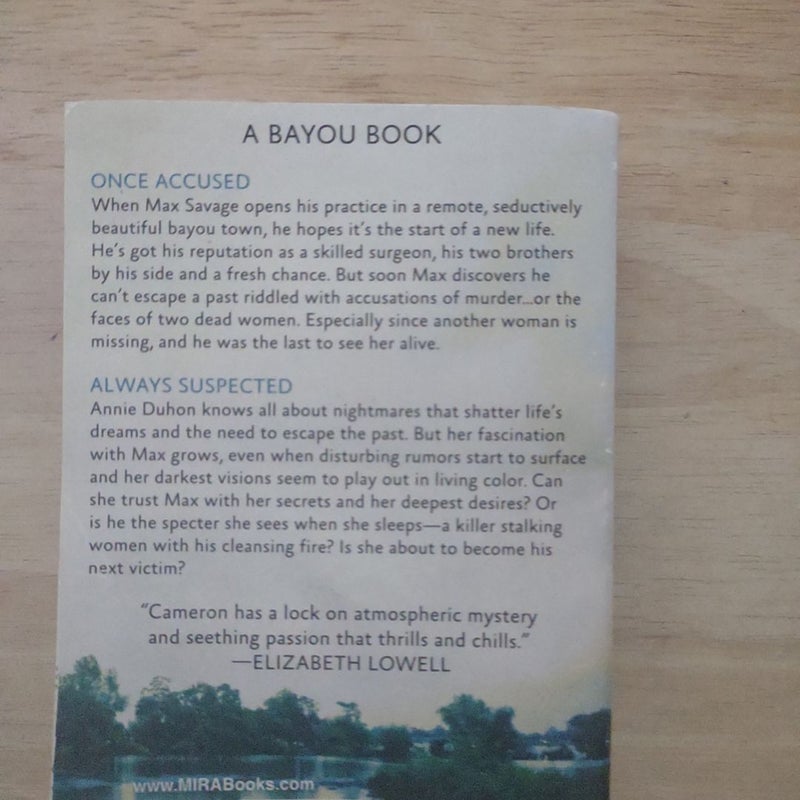 A BAYOU BOOK
ONCE ACCUSED
When Max Savage opens his practice in a remote, seductively
beautiful bayou town, he hopes it's the start of a new life.
He's got his reputation as a skilled surgeon, his two brothers
by his side and a fresh chance. But soon Max discovers he
can't escape a past riddled with accusations of murder...or the
faces of two dead women. Especially since another woman is
missing, and he was the last to see her alive.
ALWAYS SUSPECTED
Annie Duhon knows all about nightmares that shatter life's
dreams and the need to escape the past. But her fascination
with Max grows, even when disturbing rumors start to surface
and her darkest visions seem to play out in living color. Can
she trust Max with her secrets and her deepest desires? Or
is he the specter she sees when she sleeps—a killer stalking
women with his cleansing fire? Is she about to become his
next victim?
"Cameron has a lock on atmospheric mystery
and seething passion that thrills and chills."
—ELIZABETH LOWELL
www.MIRABooks.com